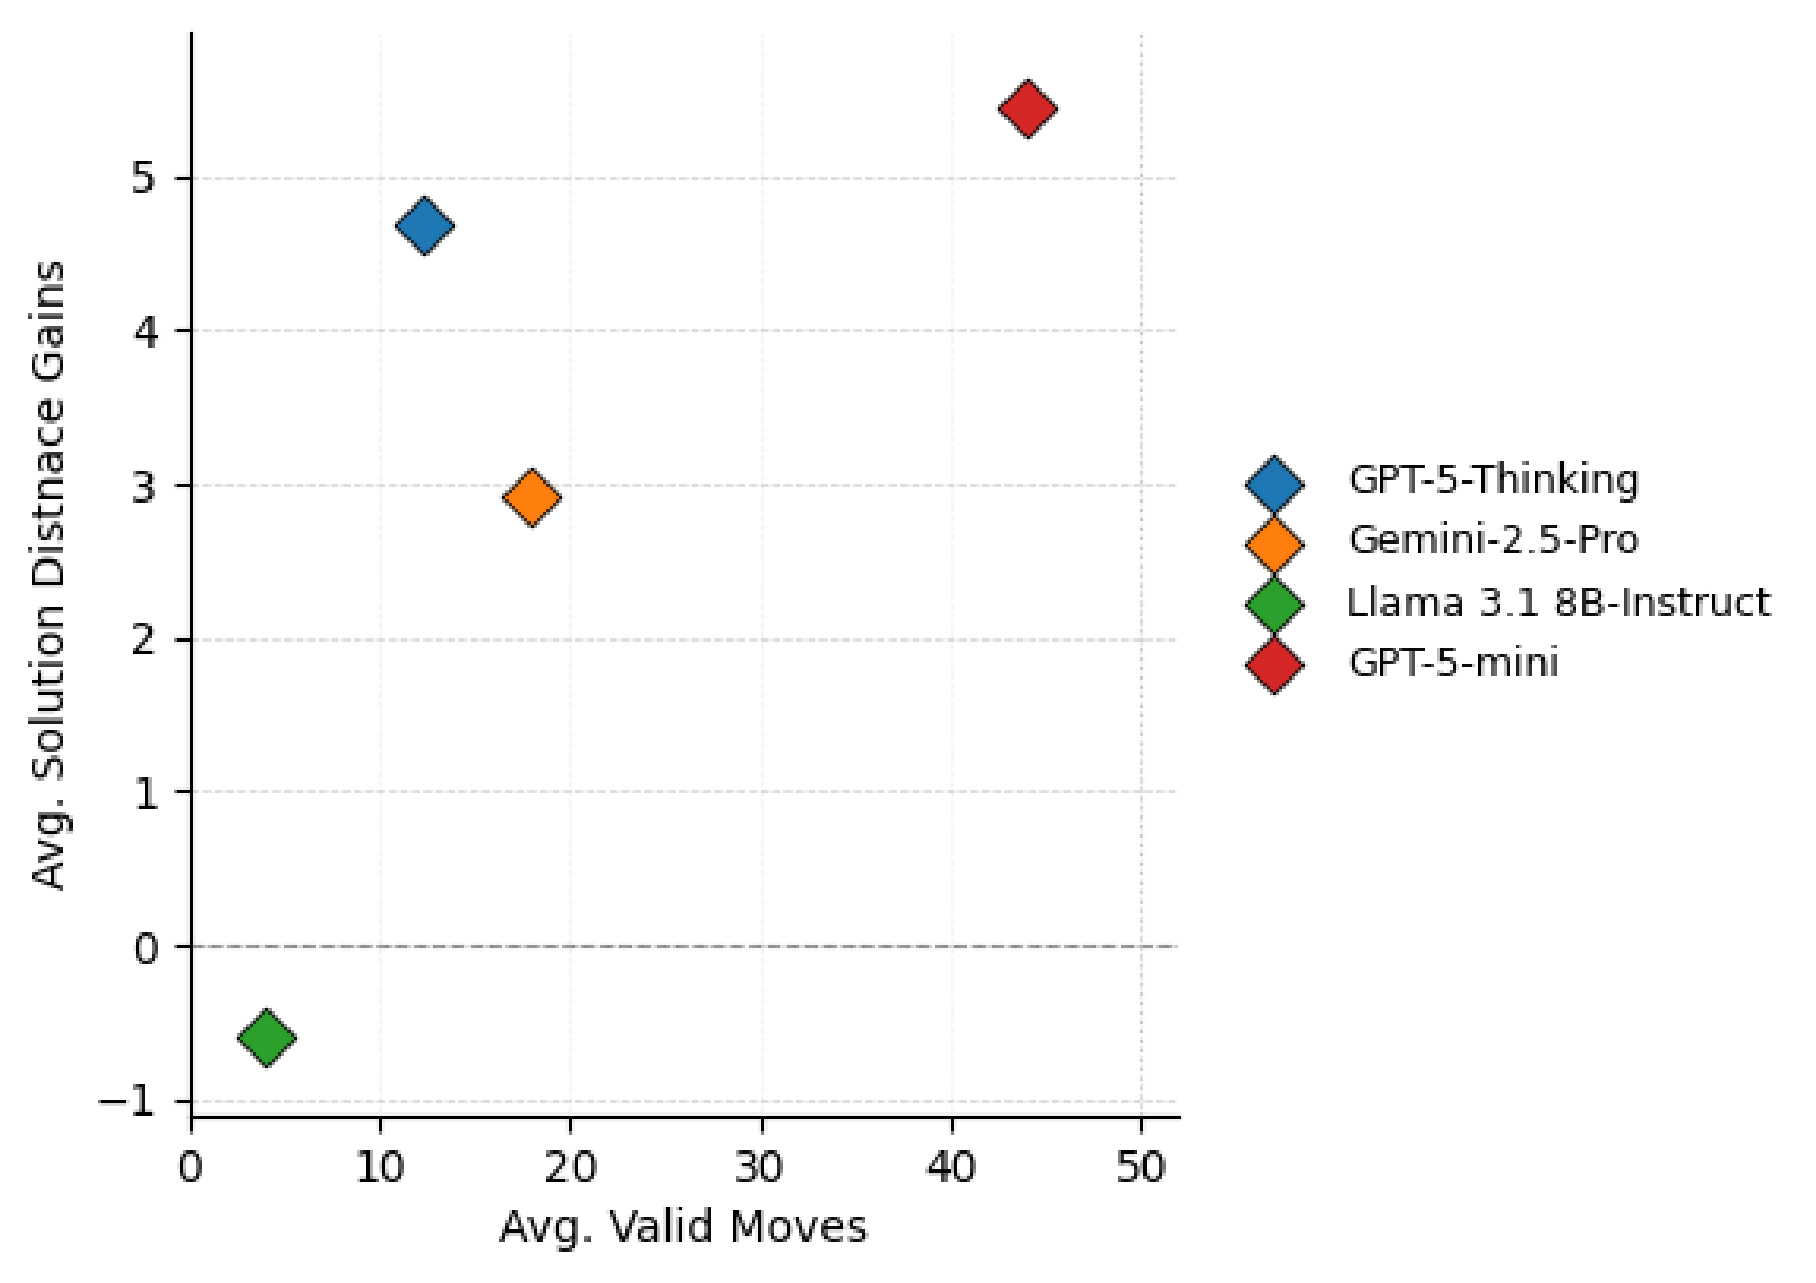 Avg. Solution Distnace Gains
5
4
3
2
1
0
−1
0 10 20 30 40 50
Avg. Valid Moves
GPT-5-Thinking
Gemini-2.5-Pro
Llama 3.1 8B-Instruct
GPT-5-mini